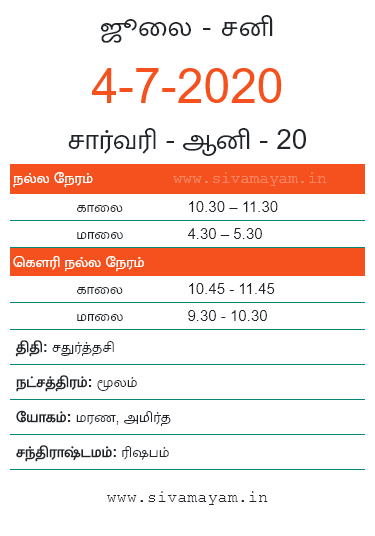 ஜூலை - சனி
4-7-2020
சார்வரி - ஆனி - 20
நல்ல நேரம் www.sivamayam.in
காலை 10.30 – 11.30
மாலை 4.30 – 5.30
கௌரி நல்ல நேரம்
காலை 10.45 - 11.45
மாலை 9.30 - 10.30
திதி: சதுர்த்தசி
நட்சத்திரம்: மூலம்
யோகம்: மரண, அமிர்த
சந்திராஷ்டமம்: ரிஷபம்
www.sivamayam.in